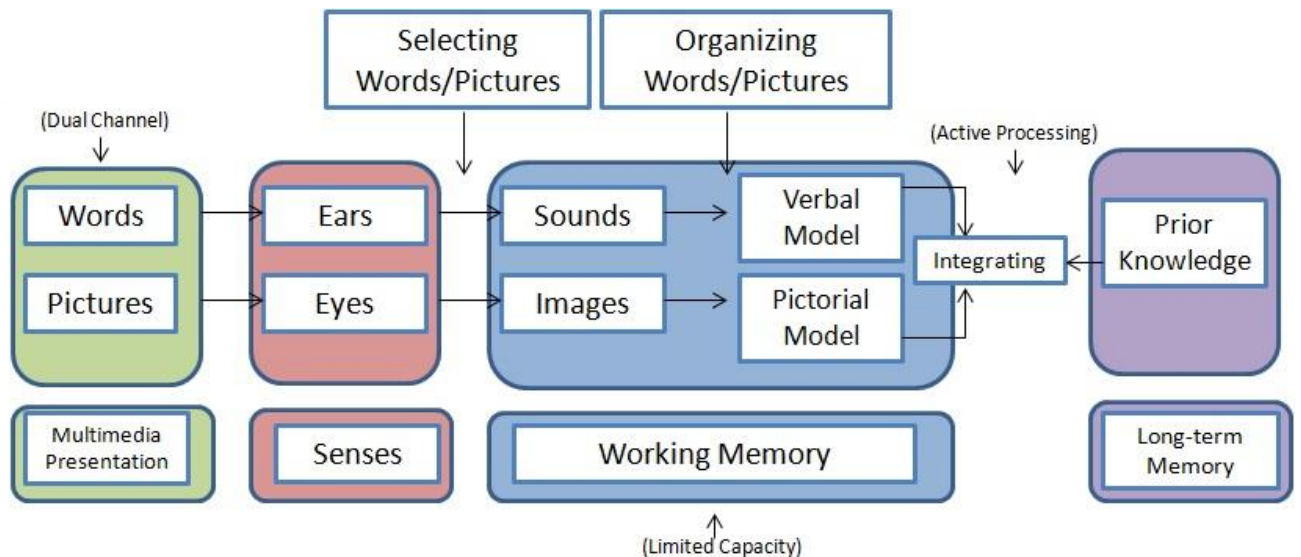 Selecting
Words/Pictures
Organizing
Words/Pictures
(Dual Channel)
(Active Processing)
Words
Ears
Sounds
Verbal
Model
Prior
Knowledge
Integrating
Pictures
Eyes
Images
Pictorial
Model
Multimedia
Presentation
Senses
Working Memory
Long-term
Memory
(Limited Capacity)